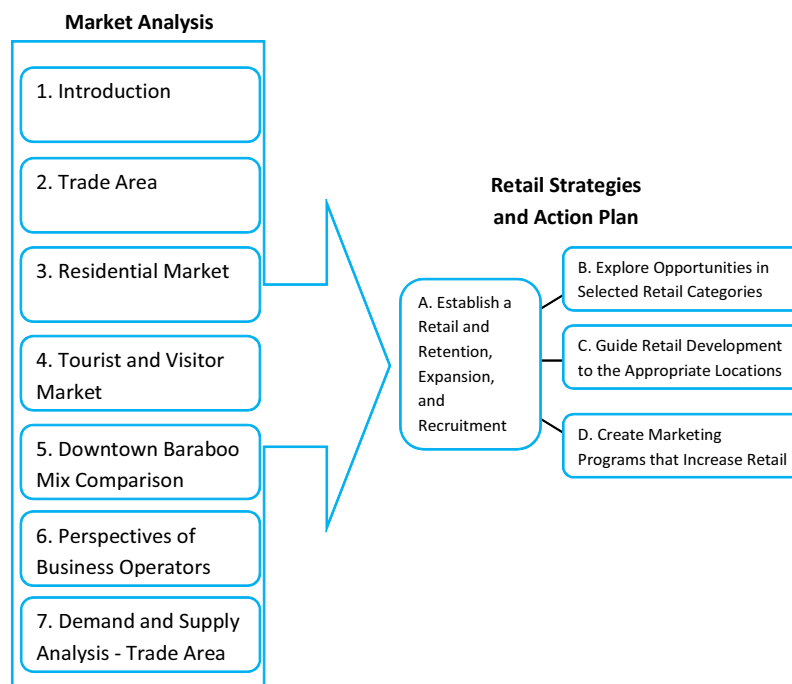 Market Analysis
1. Introduction
2. Trade Area
3. Residential Market
4. Tourist and Visitor
Market
5. Downtown Baraboo
Mix Comparison
6. Perspectives of
Business Operators
7. Demand and Supply
Analysis - Trade Area
Retail Strategies
and Action Plan
A. Establish a
Retail and
Retention,
Expansion,
and
Recruitment
B. Explore Opportunities in
Selected Retail Categories
C. Guide Retail Development
to the Appropriate Locations
D. Create Marketing
Programs that Increase Retail